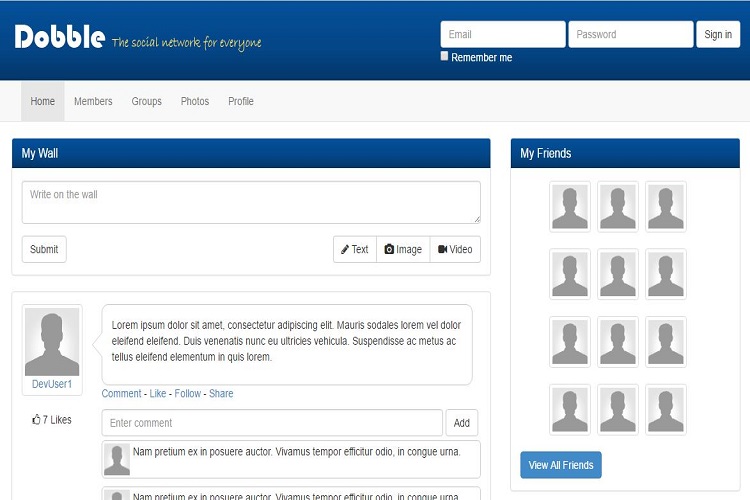 Dobble The social network for everyone
Email Password Sign in
Remember me
Home Members Groups Photos Profile
My Wall
Write on the wall
Submit Text Image Video
Lorem ipsum dolor sit amet, consectetur adipiscing elit. Mauris sodales lorem vel dolor
eleifend eleifend. Duis venenatis nunc eu ultricies vehicula. Suspendisse ac metus ac
tellus eleifend elementum in quis lorem.
DevUser1
Comment - Like - Follow - Share
7 Likes
Enter comment Add
Nam pretium ex in posuere auctor. Vivamus tempor efficitur odio, in congue urna.
Nam pretium ex in posuere auctor. Vivamus tempor efficitur odio, in congue urna.
My Friends
View All Friends